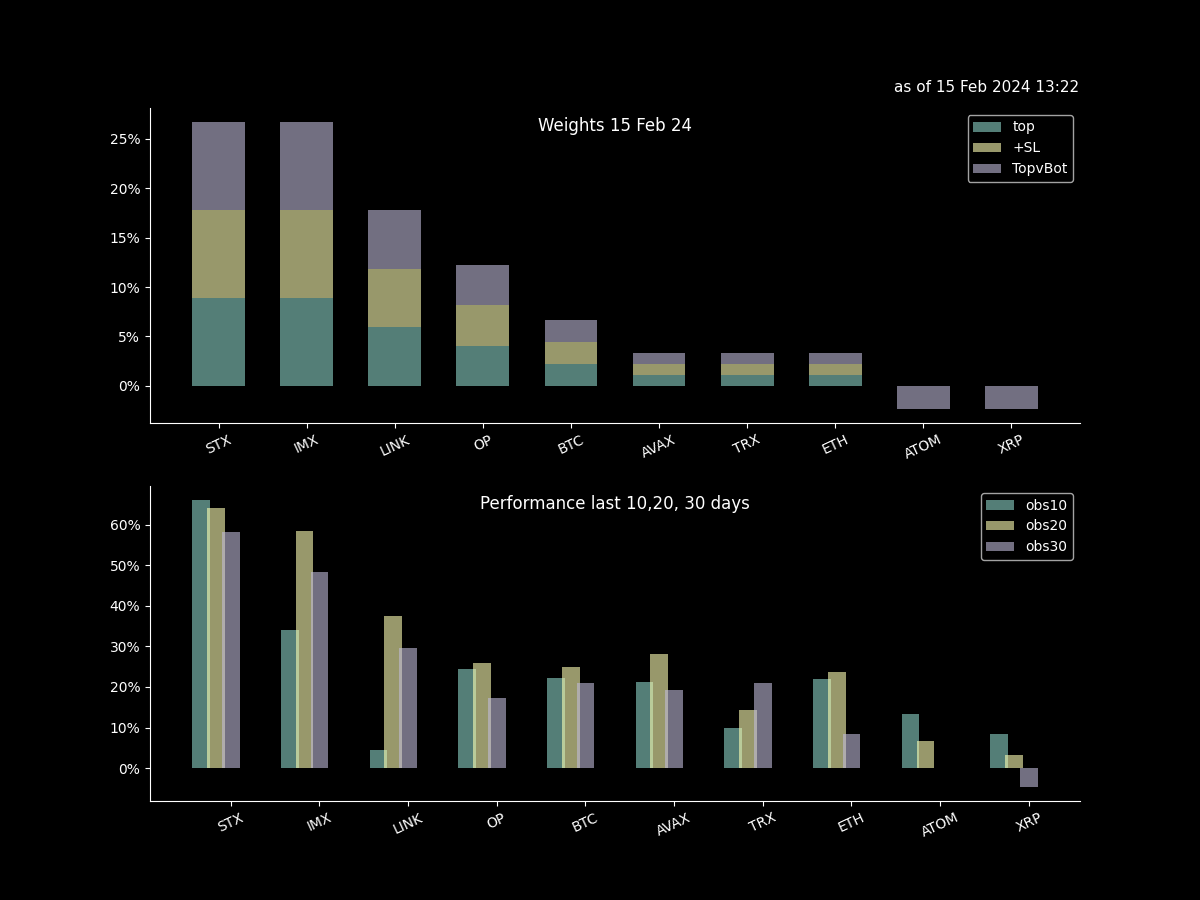 as of 15 Feb 2024 13:22
Weights 15 Feb 24
top
+SL
TopvBot
25%
20%
15%
10%
5%
0%
STX IMX LINK OP BTC AVAX TRX ETH ATOM XRP
Performance last 10,20, 30 days
obs10
obs20
obs30
60%
50%
40%
30%
20%
10%
0%
STX IMX LINK OP BTC AVAX TRX ETH ATOM XRP